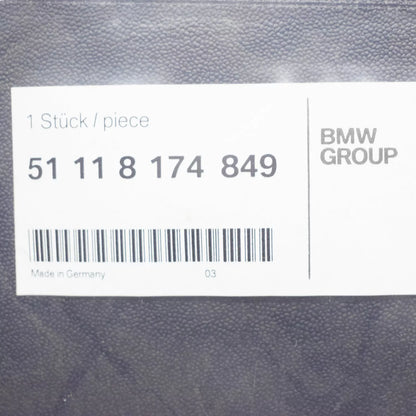 1 Stück / piece
51 11 8 174 849
Made in Germany 03
BMW
GROUP